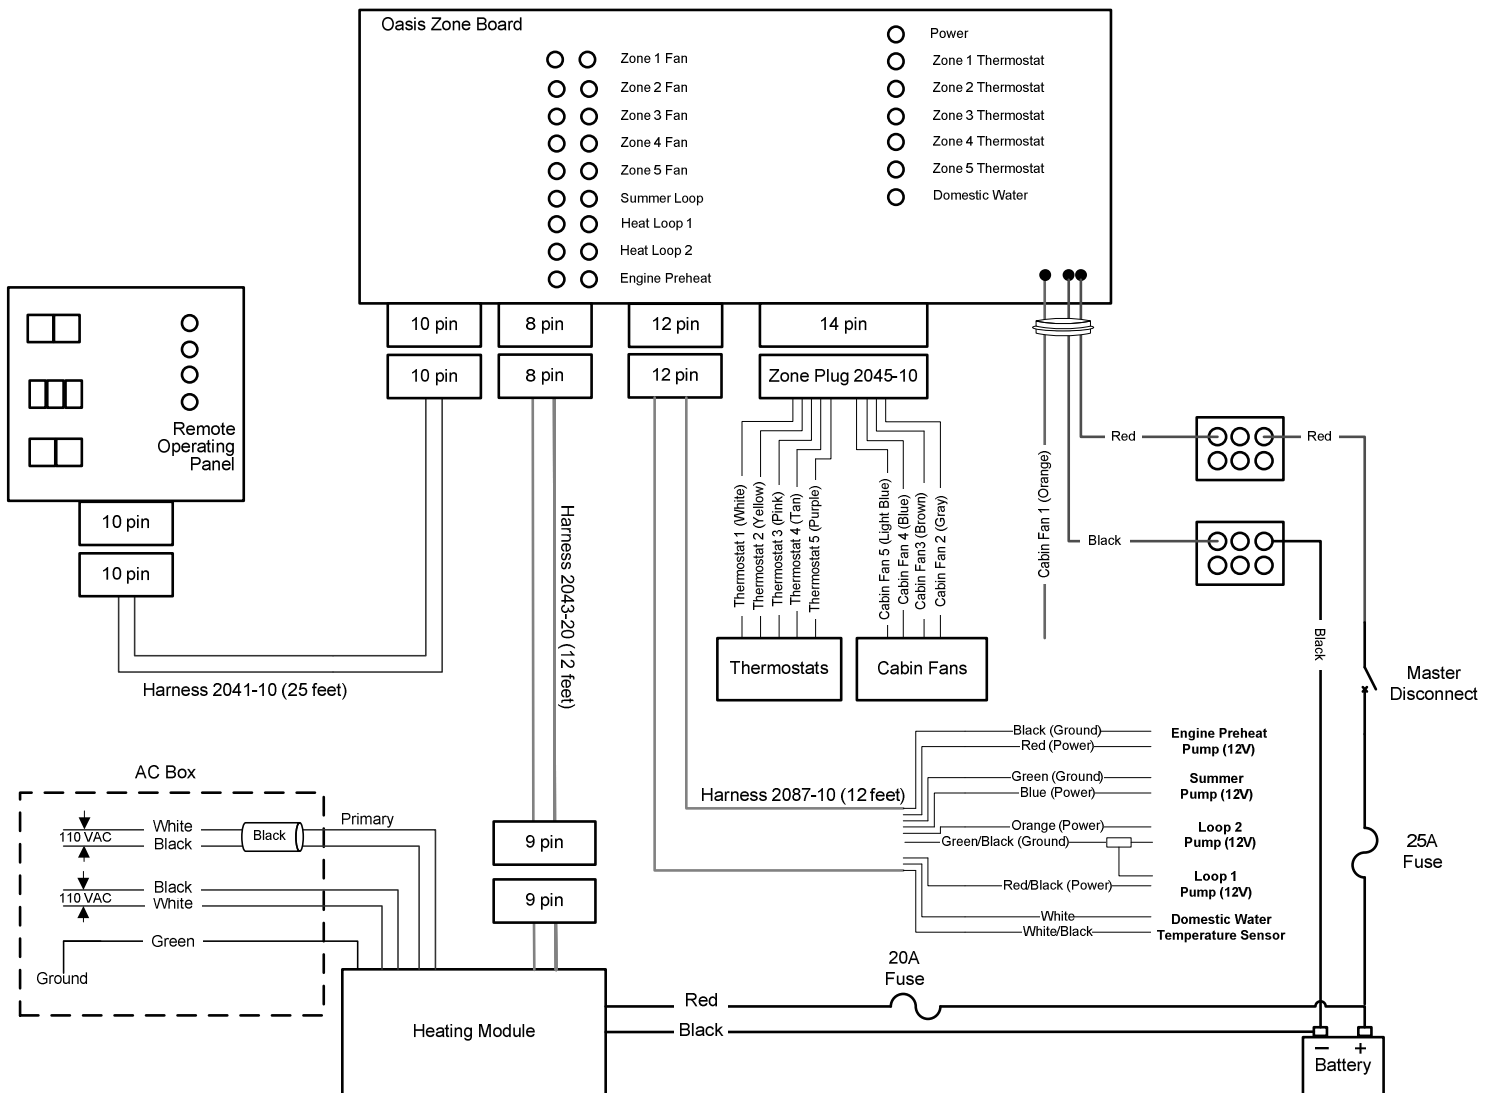 Oasis Zone Board
Zone 1 Fan
Zone 2 Fan
Zone 3 Fan
Zone 4 Fan
Zone 5 Fan
Summer Loop
Heat Loop 1
Heat Loop 2
Engine Preheat
Power
Zone 1 Thermostat
Zone 2 Thermostat
Zone 3 Thermostat
Zone 4 Thermostat
Zone 5 Thermostat
Domestic Water
10 pin
8 pin
12 pin
14 pin
10 pin
8 pin
12 pin
Zone Plug 2045-10
Remote
Operating
Panel
10 pin
10 pin
Harness 2041-10 (25 feet)
Harness 2043-20 (12 feet)
Thermostat 1 (White)
Thermostat 2 (Yellow)
Thermostat 3 (Pink)
Thermostat 4 (Tan)
Thermostat 5 (Purple)
Cabin Fan 5 (Light Blue)
Cabin Fan 4 (Blue)
Cabin Fan3 (Brown)
Cabin Fan 2 (Gray)
Cabin Fan 1 (Orange)
Thermostats
Cabin Fans
Red
Red
Black
Black
Master
Disconnect
25A
Fuse
Harness 2087-10 (12 feet)
Black (Ground)
Red (Power)
Engine Preheat
Pump (12V)
Green (Ground)
Blue (Power)
Summer
Pump (12V)
Orange (Power)
Green/Black (Ground)
Loop 2
Pump (12V)
Red/Black (Power)
Loop 1
Pump (12V)
White
White/Black
Domestic Water
Temperature Sensor
AC Box
110 VAC
White
Black
Black
Primary
110 VAC
Black
White
Green
Ground
9 pin
9 pin
Heating Module
Red
Black
20A
Fuse
− +
Battery